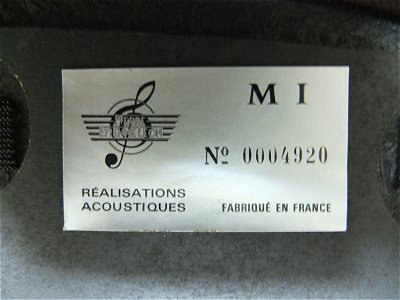 M I
Nº 0004920
RÉALISATIONS
ACOUSTIQUES
FABRIQUÉ EN FRANCE